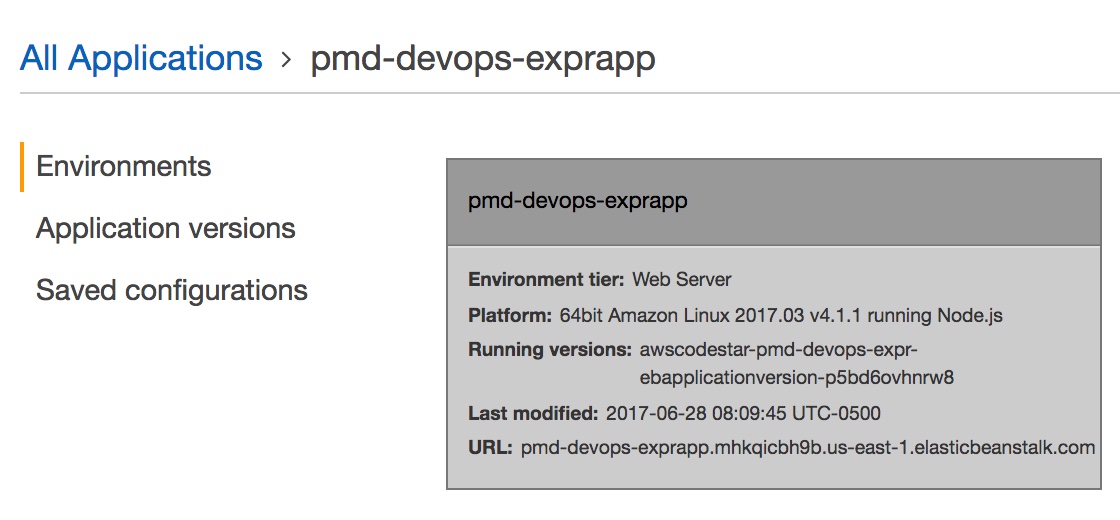 All Applications › pmd-devops-exprapp
Environments
Application versions
Saved configurations
pmd-devops-exprapp
Environment tier: Web Server
Platform: 64bit Amazon Linux 2017.03 v4.1.1 running Node.js
Running versions: awscodestar-pmd-devops-expr-
ebapplicationversion-p5bd6ovhnrw8
Last modified: 2017-06-28 08:09:45 UTC-0500
URL: pmd-devops-exprapp.mhkqicbh9b.us-east-1.elasticbeanstalk.com